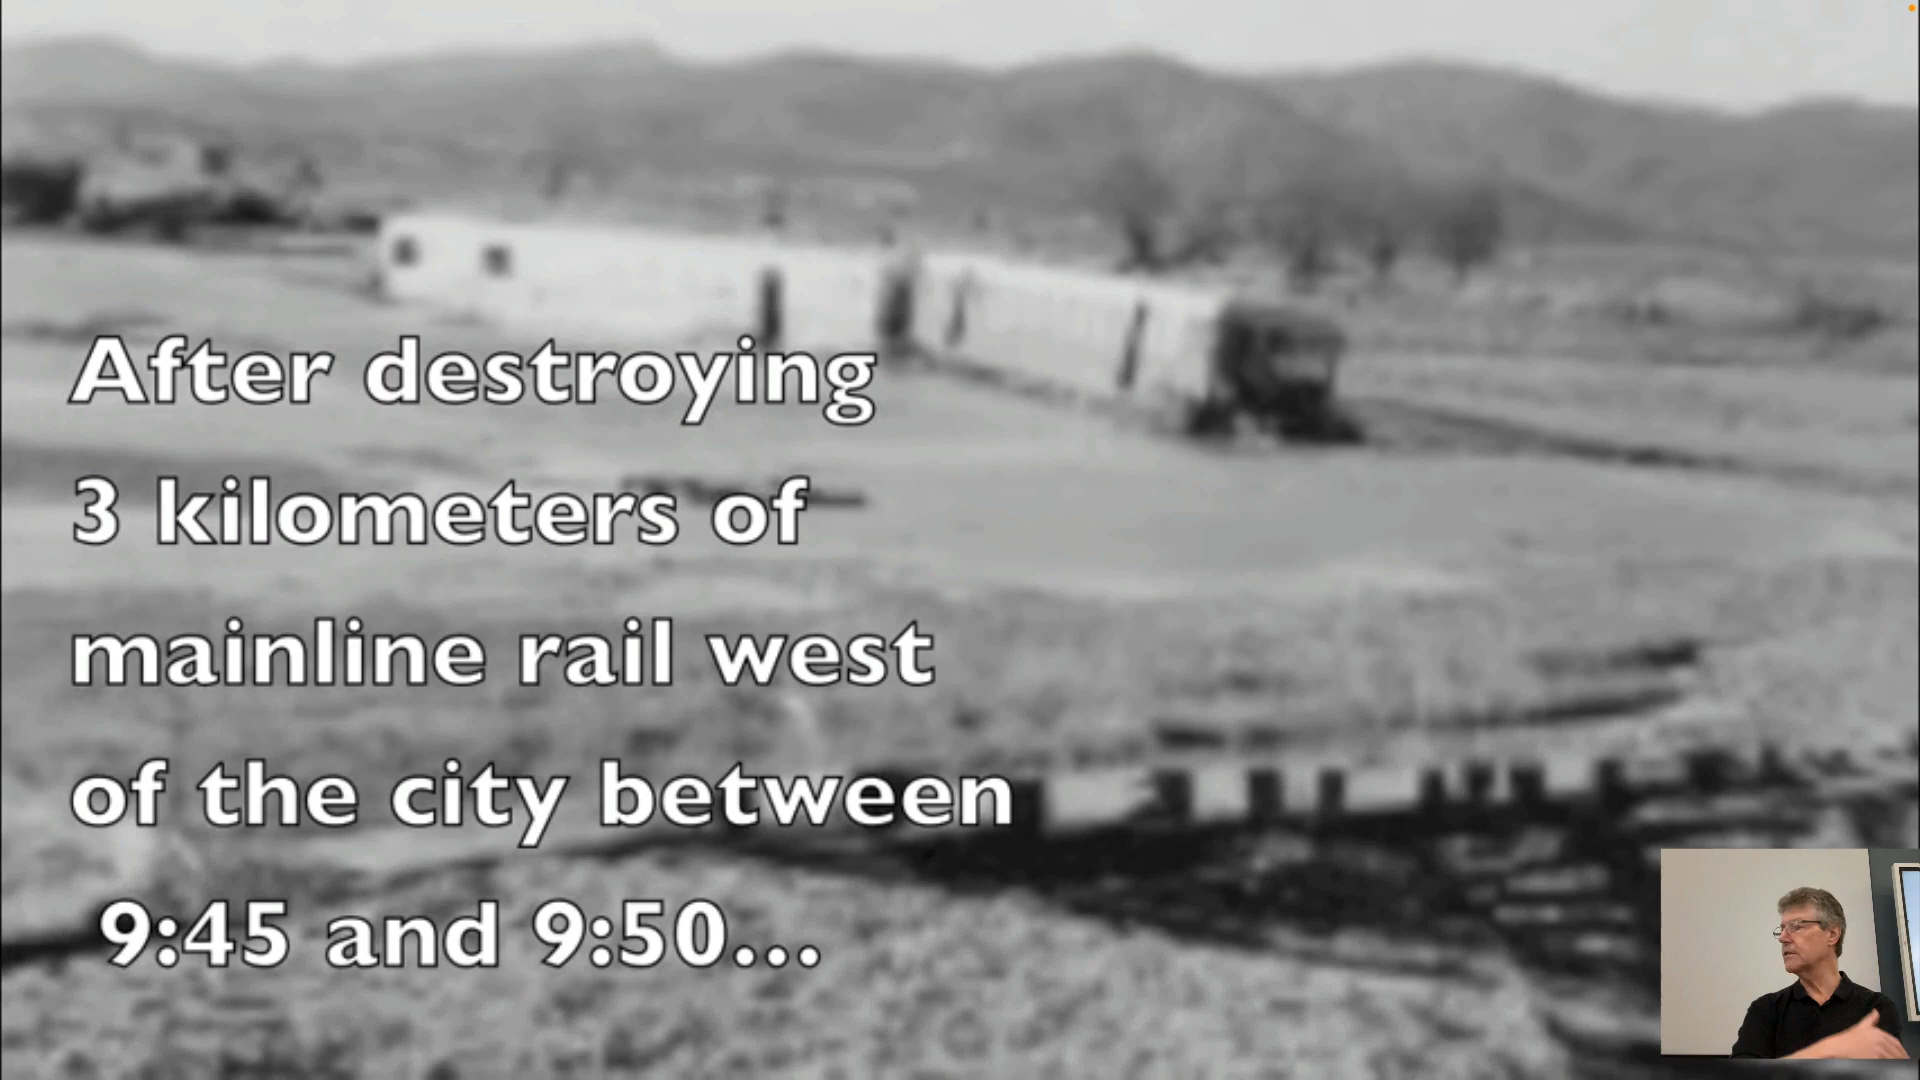 After destroying
3 kilometers of
mainline rail west
of the city between
9:45 and 9:50...